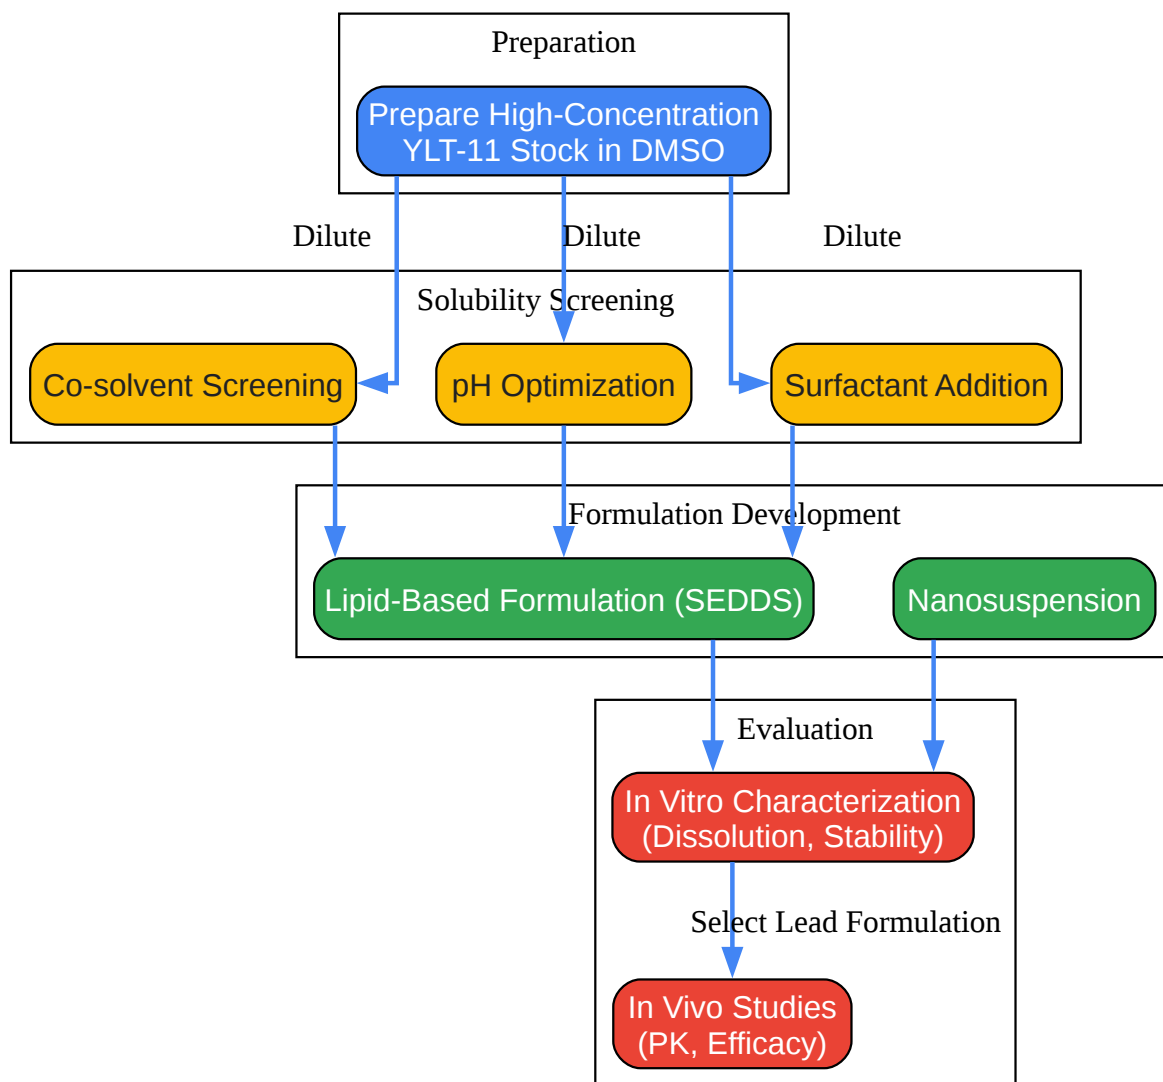 Preparation
Prepare High-Concentration
YLT-11 Stock in DMSO
Dilute
Dilute
Dilute
Solubility Screening
Co-solvent Screening
pH Optimization
Surfactant Addition
Formulation Development
Lipid-Based Formulation (SEDDS)
Nanosuspension
Evaluation
In Vitro Characterization
(Dissolution, Stability)
Select Lead Formulation
In Vivo Studies
(PK, Efficacy)